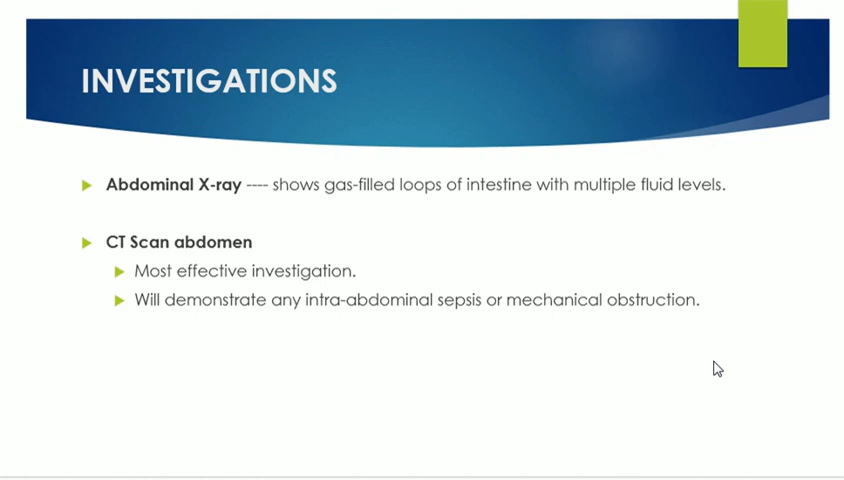 INVESTIGATIONS
Abdominal X-ray ---- shows gas-filled loops of intestine with multiple fluid levels.
CT Scan abdomen
Most effective investigation.
Will demonstrate any intra-abdominal sepsis or mechanical obstruction.